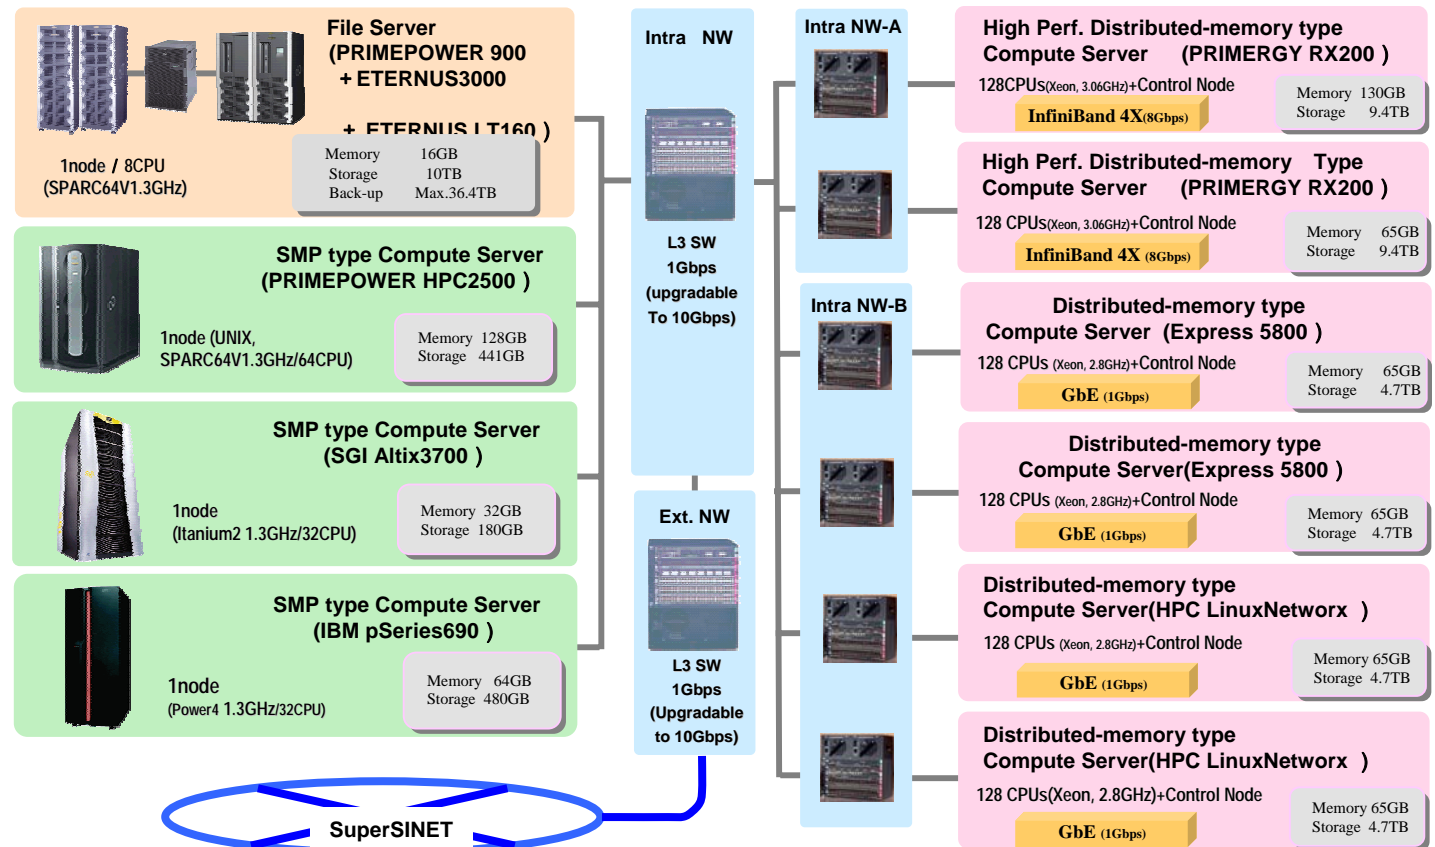 File Server
(PRIMEPOWER 900
+ ETERNUS3000
+ ETERNUS LT160 )
1node / 8CPU
(SPARC64V1.3GHz)
Memory 16GB
Storage 10TB
Back-up Max.36.4TB
SMP type Compute Server
(PRIMEPOWER HPC2500 )
1node (UNIX,
SPARC64V1.3GHz/64CPU)
Memory 128GB
Storage 441GB
SMP type Compute Server
(SGI Altix3700 )
1node
(Itanium2 1.3GHz/32CPU)
Memory 32GB
Storage 180GB
SMP type Compute Server
(IBM pSeries690 )
1node
(Power4 1.3GHz/32CPU)
Memory 64GB
Storage 480GB
SuperSINET
Intra NW
L3 SW
1Gbps
(upgradable
To 10Gbps)
Ext. NW
L3 SW
1Gbps
(Upgradable
to 10Gbps)
Intra NW-A
Intra NW-B
High Perf. Distributed-memory type
Compute Server (PRIMERGY RX200 )
128CPUs(Xeon, 3.06GHz)+Control Node
InfiniBand 4X(8Gbps)
Memory 130GB
Storage 9.4TB
High Perf. Distributed-memory Type
Compute Server (PRIMERGY RX200 )
128 CPUs(Xeon, 3.06GHz)+Control Node
InfiniBand 4X (8Gbps)
Memory 65GB
Storage 9.4TB
Distributed-memory type
Compute Server (Express 5800 )
128 CPUs (Xeon, 2.8GHz)+Control Node
GbE (1Gbps)
Memory 65GB
Storage 4.7TB
Distributed-memory type
Compute Server(Express 5800 )
128 CPUs (Xeon, 2.8GHz)+Control Node
GbE (1Gbps)
Memory 65GB
Storage 4.7TB
Distributed-memory type
Compute Server(HPC LinuxNetworx )
128 CPUs (Xeon, 2.8GHz)+Control Node
GbE (1Gbps)
Memory 65GB
Storage 4.7TB
Distributed-memory type
Compute Server(HPC LinuxNetworx )
128 CPUs(Xeon, 2.8GHz)+Control Node
GbE (1Gbps)
Memory 65GB
Storage 4.7TB